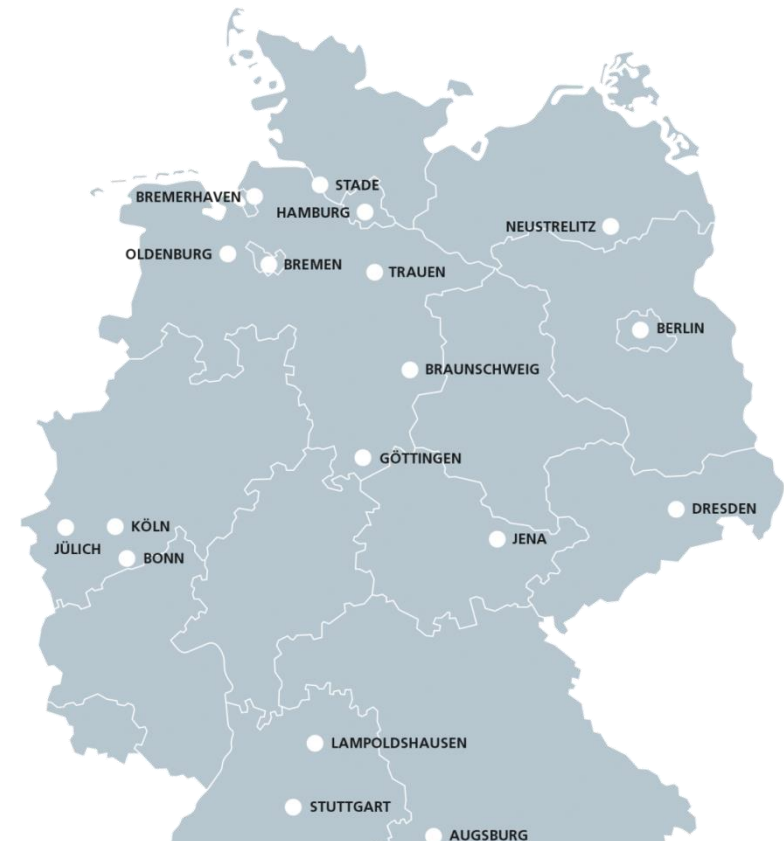 STADE
BREMERHAVEN
HAMBURG
NEUSTRELITZ
OLDENBURG
BREMEN
TRAUEN
BERLIN
BRAUNSCHWEIG
GÖTTINGEN
DRESDEN
KÖLN
JENA
JÜLICH
BONN
LAMPOLDSHAUSEN
STUTTGART
AUGSBURG